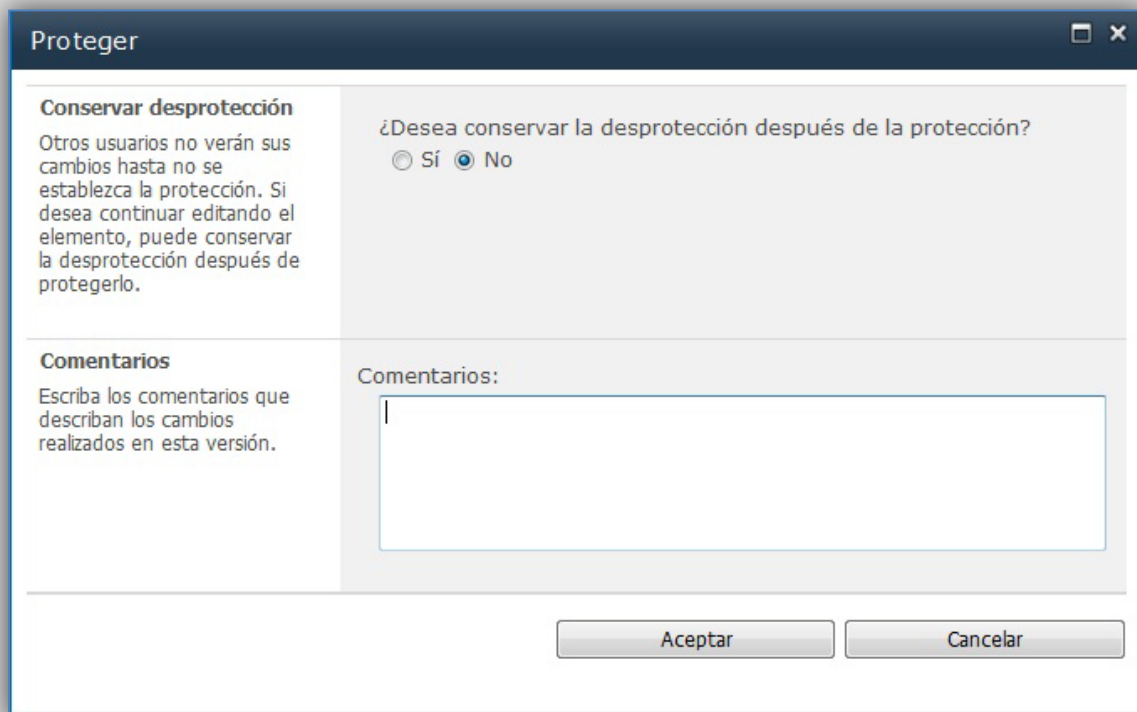 Proteger
Conservar desprotección
Otros usuarios no verán sus
cambios hasta no se
establezca la protección. Si
desea continuar editando el
elemento, puede conservar
la desprotección después de
protegerlo.
¿Desea conservar la desprotección después de la protección?
Sí No
Comentarios
Escriba los comentarios que
describan los cambios
realizados en esta versión.
Comentarios:
Aceptar Cancelar